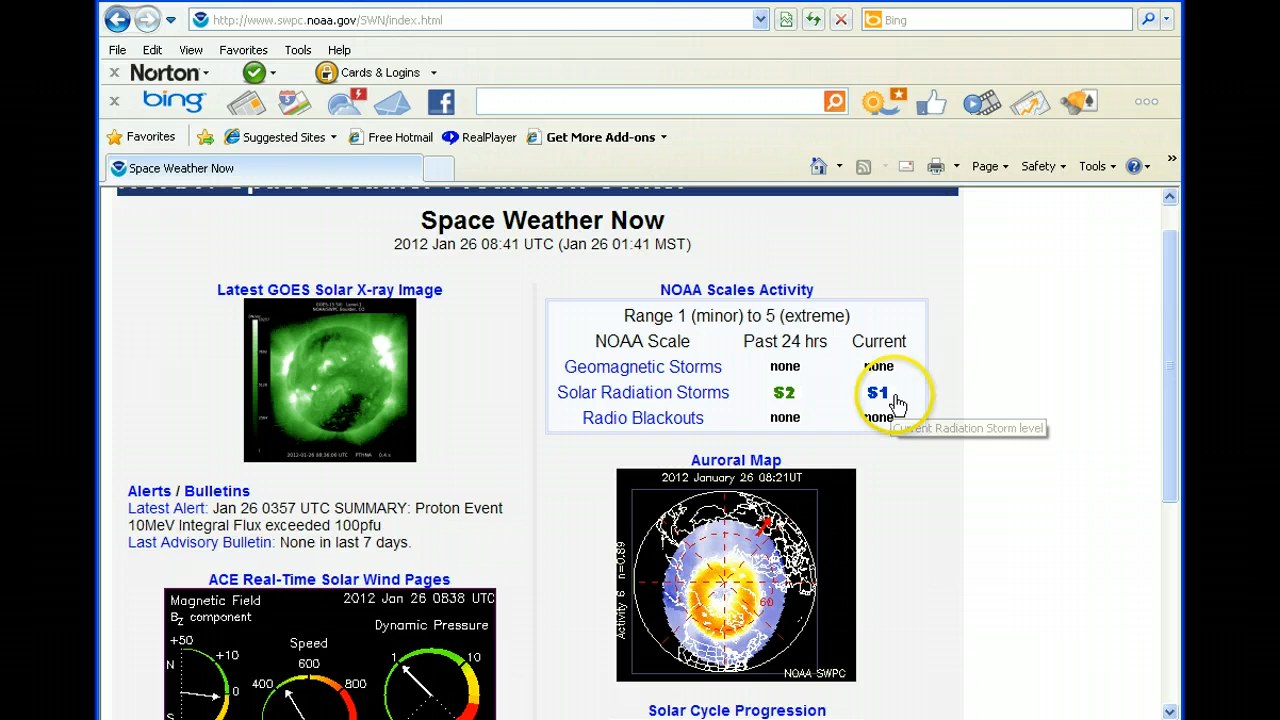 http://www.swpc.noaa.gov/SWN/index.html
Bing
File Edit View Favorites Tools Help
Norton Cards & Logins
bing
Favorites Suggested Sites Free Hotmail RealPlayer Get More Add-ons
Space Weather Now
Page Safety Tools
Space Weather Now
2012 Jan 26 08:41 UTC (Jan 26 01:41 MST)
Latest GOES Solar X-ray Image
NOAA Scales Activity
Range 1 (minor) to 5 (extreme)
NOAA Scale Past 24 hrs Current
Geomagnetic Storms none none
Solar Radiation Storms S2 S1
Radio Blackouts none none
Current Radiation Storm level
Alerts / Bulletins
Latest Alert: Jan 26 0357 UTC SUMMARY: Proton Event
10MeV Integral Flux exceeded 100pfu
Last Advisory Bulletin: None in last 7 days.
Auroral Map
2012 January 26 08:21UT
Activity 6 n=0.89
60
NOAA SWPC
ACE Real-Time Solar Wind Pages
Magnetic Field 2012 Jan 26 0838 UTC
Bz component
Dynamic Pressure
Speed
+50
+10
N
0
S
400 600 800
1 10
Solar Cycle Progression